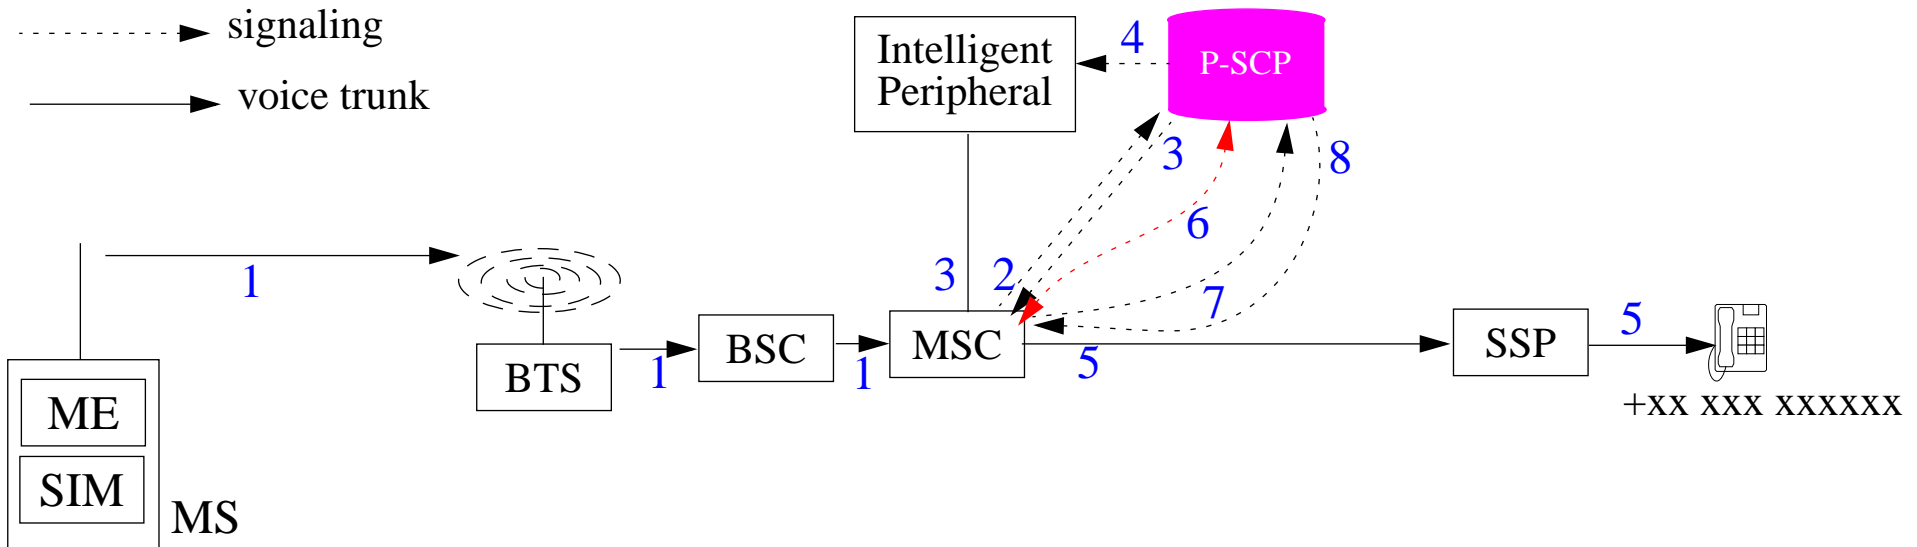 signaling
voice trunk
Intelligent
Peripheral
4
P-SCP
3
8
6
1
3
2
7
5
MSC
BSC
SSP
BTS
1
1
5
+xx xxx xxxxxx
ME
SIM
MS